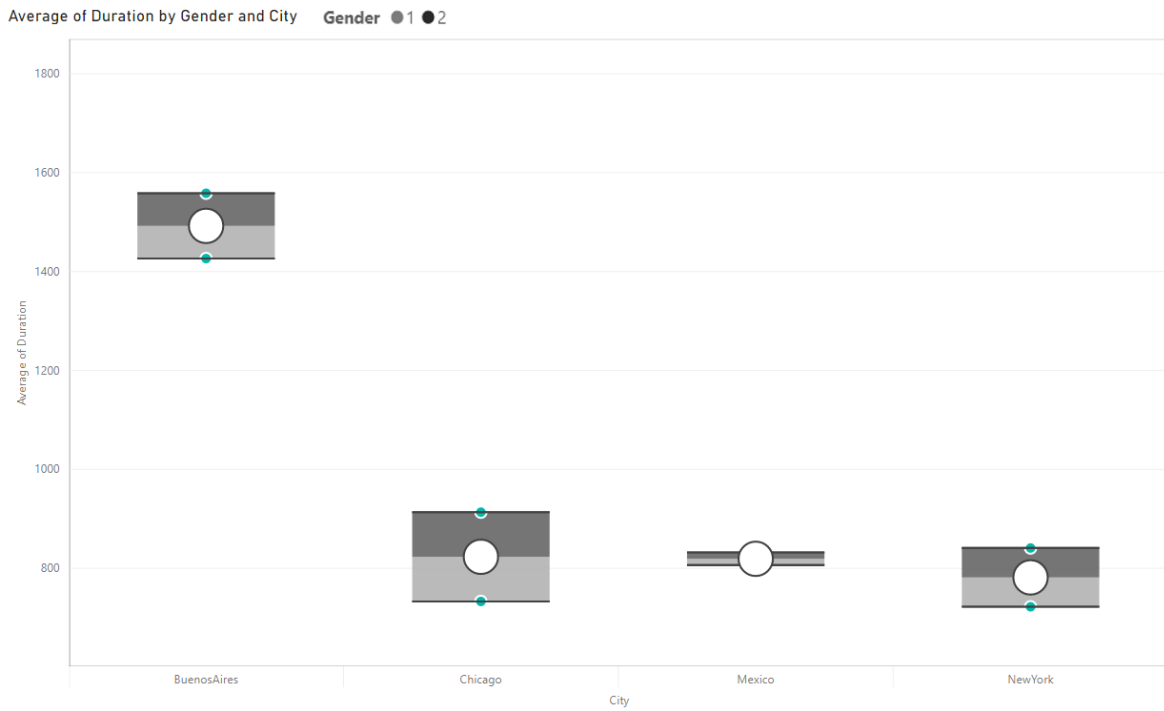 Average of Duration by Gender and City Gender 1 2
1800
1600
1400
1200
1000
800
Average of Duration
BuenosAires Chicago Mexico NewYork
City